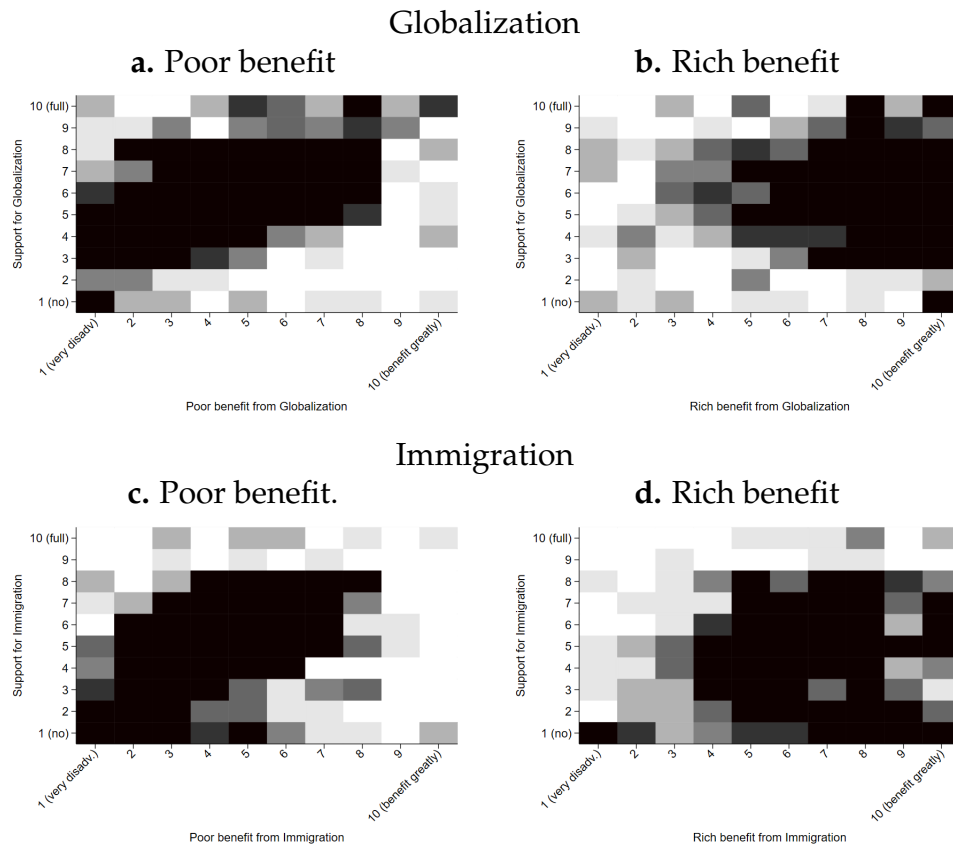 Globalization
a. Poor benefit
b. Rich benefit
Support for Globalization
10 (full)
9
8
7
6
5
4
3
2
1 (no)
1 (very disadv)
2
3
4
5
6
7
8
9
10 (benefit greatly)
Poor benefit from Globalization
Support for Globalization
10 (full)
9
8
7
6
5
4
3
2
1 (no)
1 (very disadv.)
2
3
4
5
6
7
8
9
10 (benefit greatly)
Rich benefit from Globalization
Immigration
c. Poor benefit.
d. Rich benefit
Support for Immigration
10 (full)
9
8
7
6
5
4
3
2
1 (no)
1 (very disadv.)
2
3
4
5
6
7
8
9
10 (benefit greatly)
Poor benefit from Immigration
Support for Immigration
10 (full)
9
8
7
6
5
4
3
2
1 (no)
1 (very disadv.)
2
3
4
5
6
7
8
9
10 (benefit greatly)
Rich benefit from Immigration